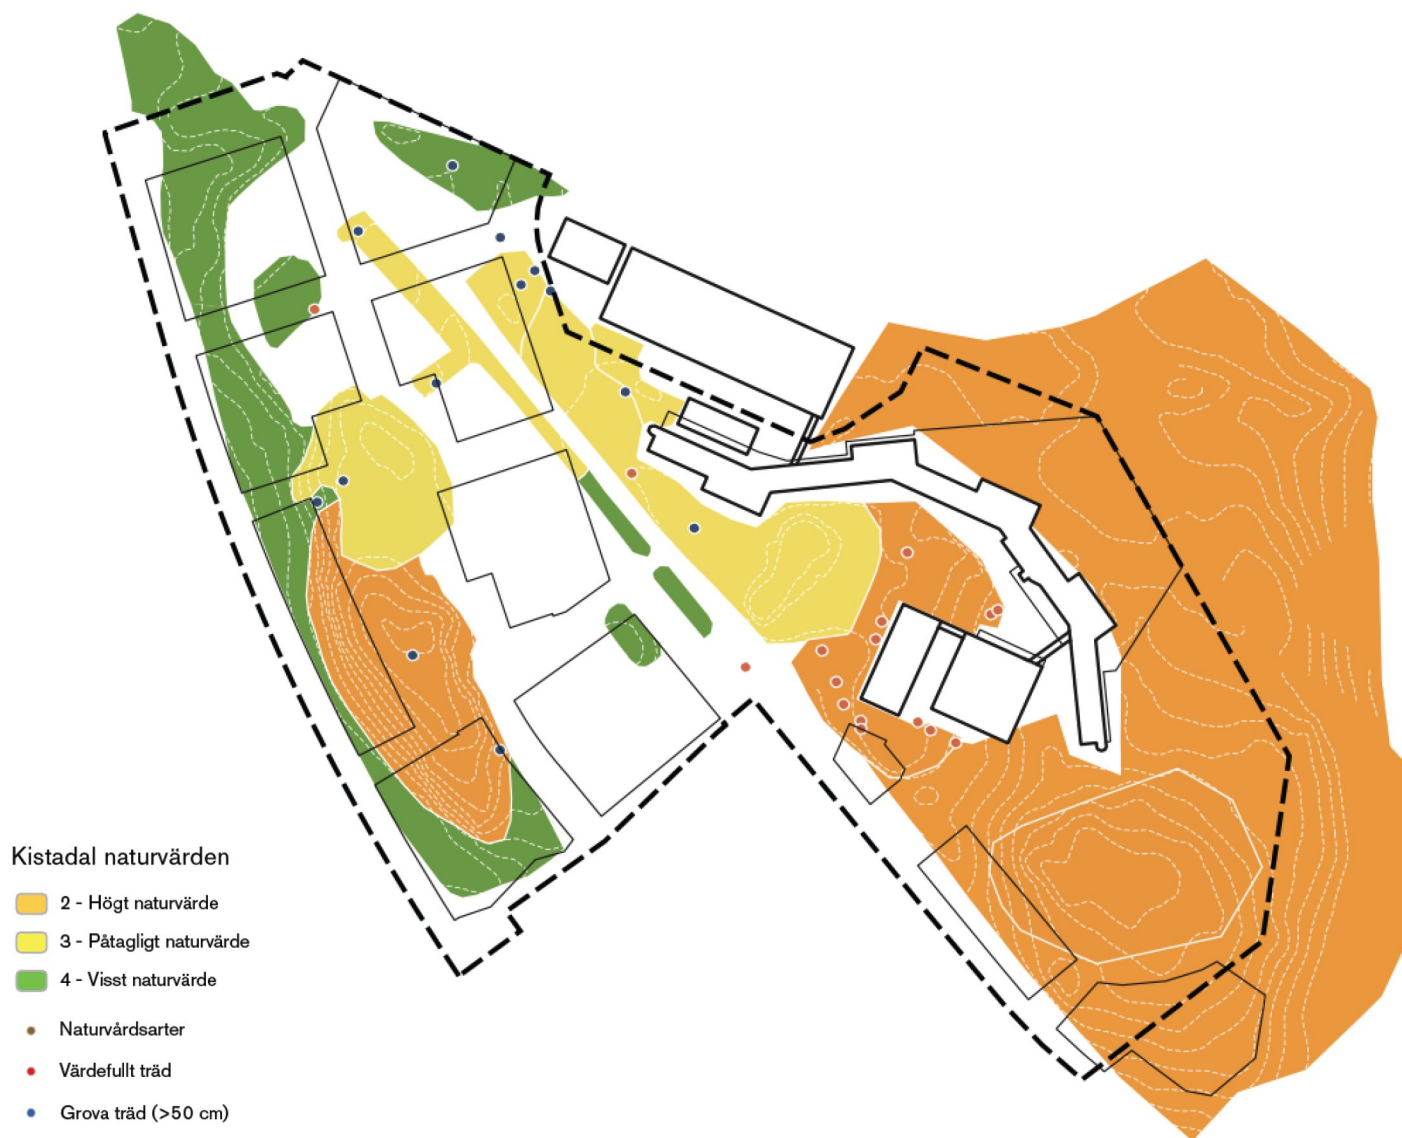 Kistadal naturvärden
2 - Högt naturvärde
3 - Påtagligt naturvärde
4 - Visst naturvärde
Naturvårdsarter
Värdefullt träd
Grova träd (>50 cm)